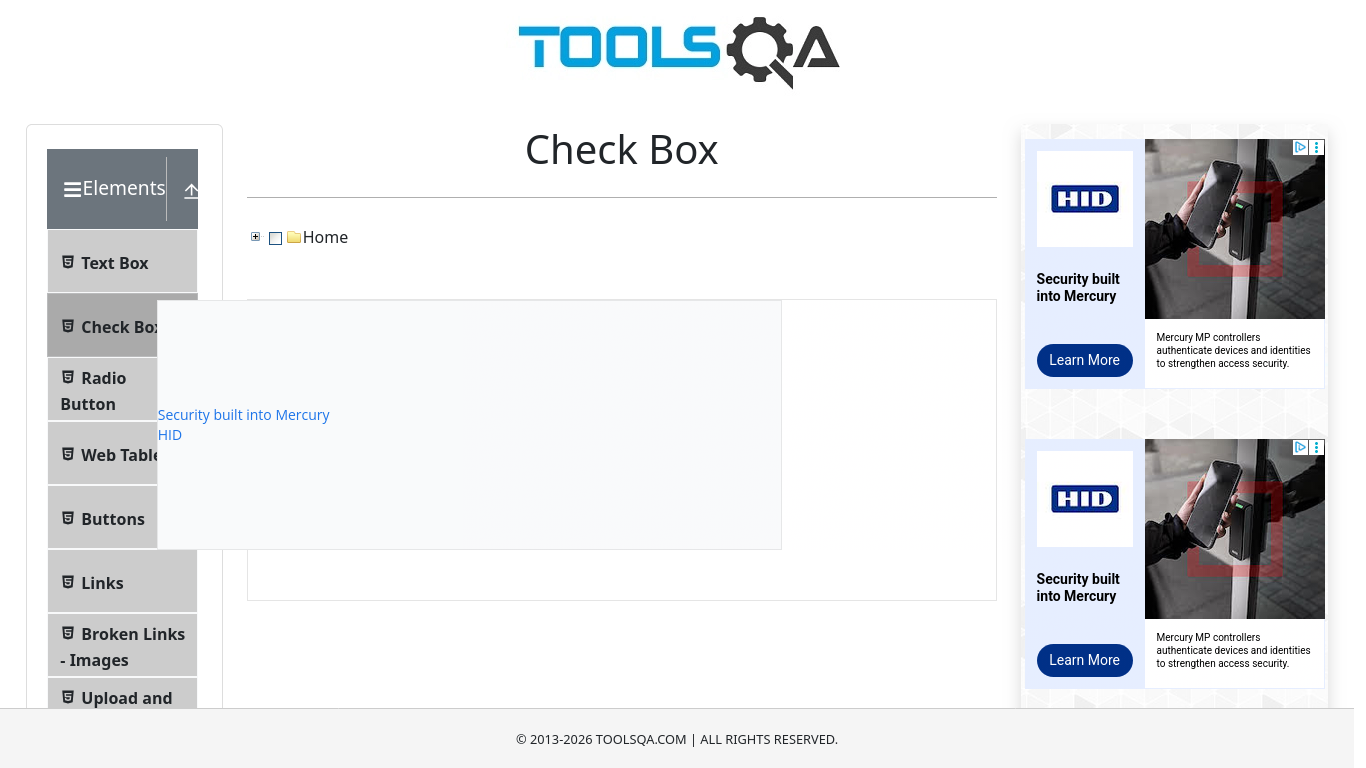 TOOLSQA
Elements
Text Box
Check Box
Radio
Button
Web Table
Buttons
Links
Broken Links
- Images
Upload and
Check Box
Home
Security built into Mercury
HID
HID
Security built
into Mercury
Learn More
Mercury MP controllers
authenticate devices and identities
to strengthen access security.
HID
Security built
into Mercury
Learn More
Mercury MP controllers
authenticate devices and identities
to strengthen access security.
© 2013-2026 TOOLSQA.COM | ALL RIGHTS RESERVED.